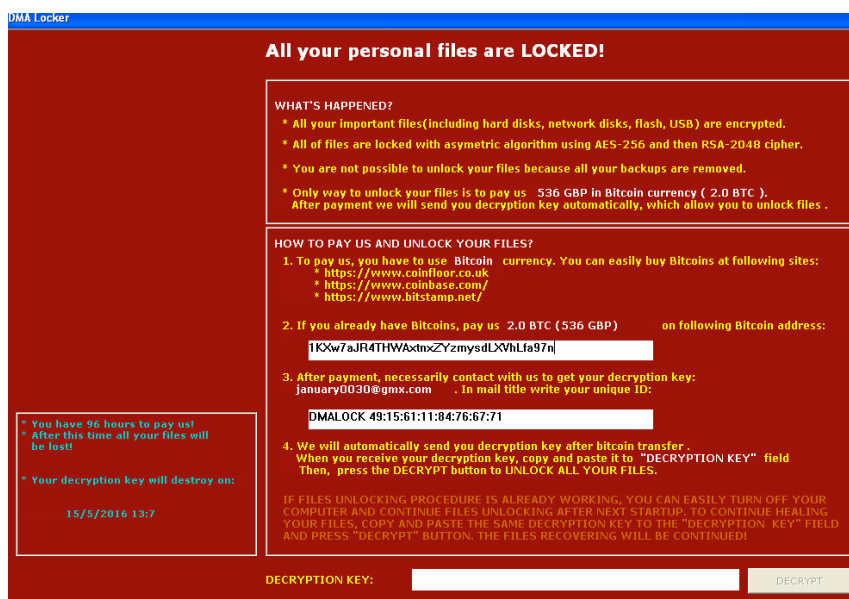 DMA Locker
All your personal files are LOCKED!
WHAT'S HAPPENED?
* All your important files(including hard disks, network disks, flash, USB) are encrypted.
* All of files are locked with asymetric algorithm using AES-256 and then RSA-2048 cipher.
* You are not possible to unlock your files because all your backups are removed.
* Only way to unlock your files is to pay us 536 GBP in Bitcoin currency ( 2.0 BTC ).
After payment we will send you decryption key automatically, which allow you to unlock files .
HOW TO PAY US AND UNLOCK YOUR FILES?
1. To pay us, you have to use Bitcoin currency. You can easily buy Bitcoins at following sites:
* https://www.coinfloor.co.uk
* https://www.coinbase.com/
* https://www.bitstamp.net/
2. If you already have Bitcoins, pay us 2.0 BTC (536 GBP) on following Bitcoin address:
1KXw7aJR4THWAxtnxZYzmysdLXVhLfa97n
3. After payment, necessarily contact with us to get your decryption key:
january0030@gmx.com . In mail title write your unique ID:
DMALOCK 49:15:61:11:84:76:67:71
4. We will automatically send you decryption key after bitcoin transfer .
When you receive your decryption key, copy and paste it to "DECRYPTION KEY" field
Then, press the DECRYPT button to UNLOCK ALL YOUR FILES.
IF FILES UNLOCKING PROCEDURE IS ALREADY WORKING, YOU CAN EASILY TURN OFF YOUR
COMPUTER AND CONTINUE FILES UNLOCKING AFTER NEXT STARTUP. TO CONTINUE HEALING
YOUR FILES, COPY AND PASTE THE SAME DECRYPTION KEY TO THE "DECRYPTION KEY" FIELD
AND PRESS "DECRYPT" BUTTON. THE FILES RECOVERING WILL BE CONTINUED!
* You have 96 hours to pay us!
* After this time all your files will
be lost!
* Your decryption key will destroy on:
15/5/2016 13:7
DECRYPTION KEY:
DECRYPT